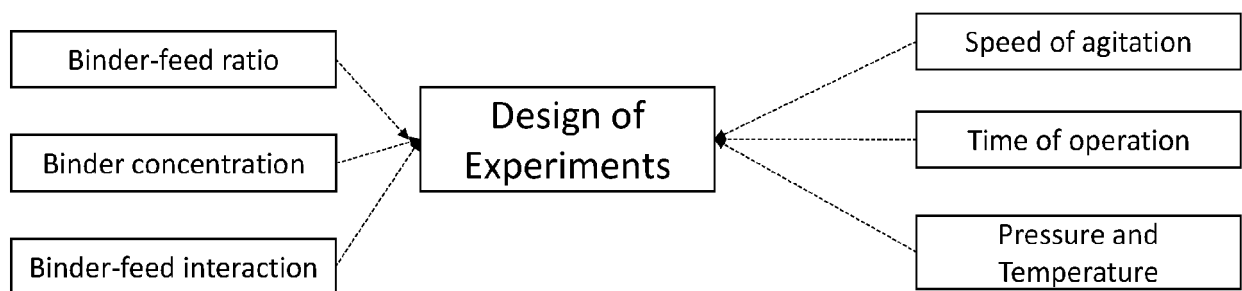 Binder-feed ratio
Binder concentration
Binder-feed interaction
Design of
Experiments
Speed of agitation
Time of operation
Pressure and
Temperature